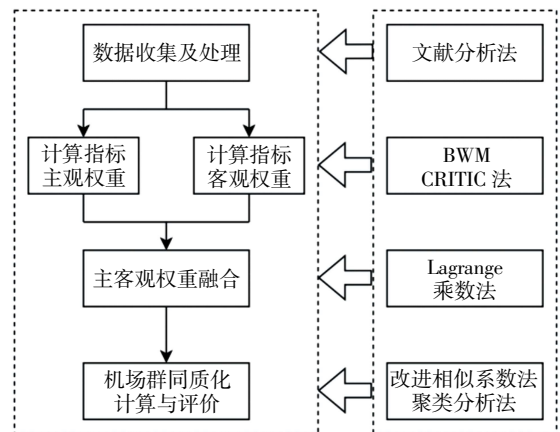 数据收集及处理
文献分析法
计算指标
主观权重
计算指标
客观权重
BWM
CRITIC 法
主客观权重融合
Lagrange
乘数法
机场群同质化
计算与评价
改进相似系数法
聚类分析法